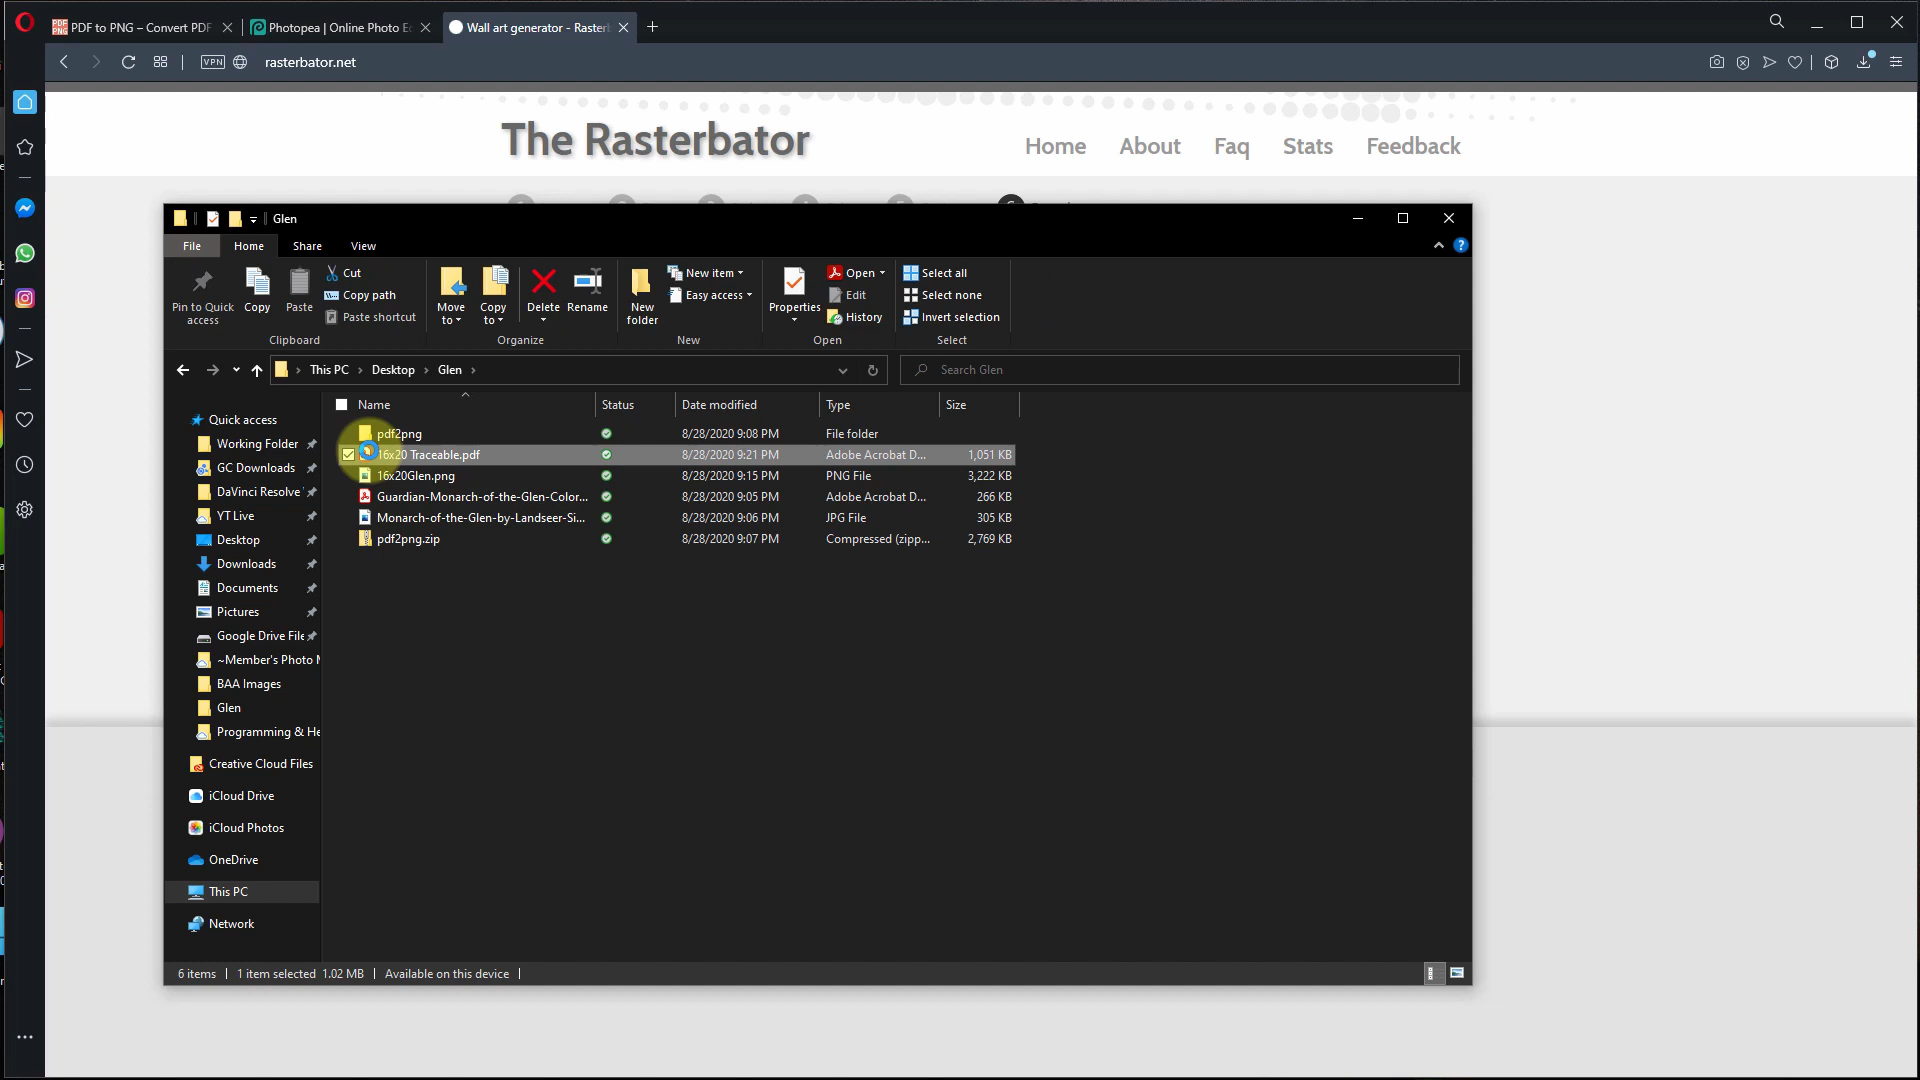 PDF to PNG – Convert PDF
Photopea | Online Photo Ec
Wall art generator - Rasterb
VPN
rasterbator.net
The Rasterbator
Home
About
Faq
Stats
Feedback
Glen
File
Home
Share
View
Pin to Quick access
Copy
Paste
Cut
Copy path
Paste shortcut
Clipboard
Move to
Copy to
Delete
Rename
Organize
New folder
New item
Easy access
New
Properties
Open
Edit
History
Open
Select all
Select none
Invert selection
Select
This PC
Desktop
Glen
Search Glen
Name
Status
Date modified
Type
Size
pdf2png 8/28/2020 9:08 PM File folder
16x20 Traceable.pdf 8/28/2020 9:21 PM Adobe Acrobat D... 1,051 KB
16x20Glen.png 8/28/2020 9:15 PM PNG File 3,222 KB
Guardian-Monarch-of-the-Glen-Color... 8/28/2020 9:05 PM Adobe Acrobat D... 266 KB
Monarch-of-the-Glen-by-Landseer-Si... 8/28/2020 9:06 PM JPG File 305 KB
pdf2png.zip 8/28/2020 9:07 PM Compressed (zipp... 2,769 KB
Quick access
Working Folder
GC Downloads
DaVinci Resolve
YT Live
Desktop
Downloads
Documents
Pictures
Google Drive File
~Member's Photo M
BAA Images
Glen
Programming & He
Creative Cloud Files
iCloud Drive
iCloud Photos
OneDrive
This PC
Network
6 items
1 item selected 1.02 MB
Available on this device